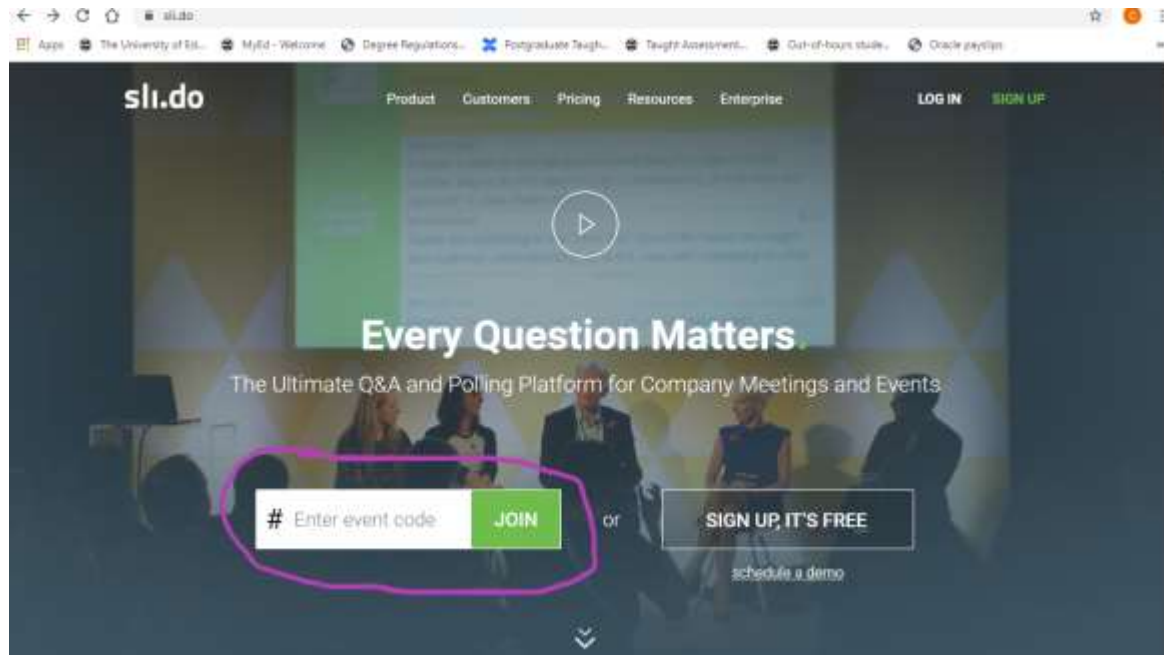 sli.do
Apps The University of Ed... MyEd - Welcome Degree Regulations... Postgraduate Taugh... Taught Assessment... Out-of-hours stude... Oracle payslips
sli.do Product Customers Pricing Resources Enterprise LOG IN SIGN UP
Every Question Matters.
The Ultimate Q&A and Polling Platform for Company Meetings and Events
# Enter event code JOIN or SIGN UP, IT'S FREE
schedule a demo